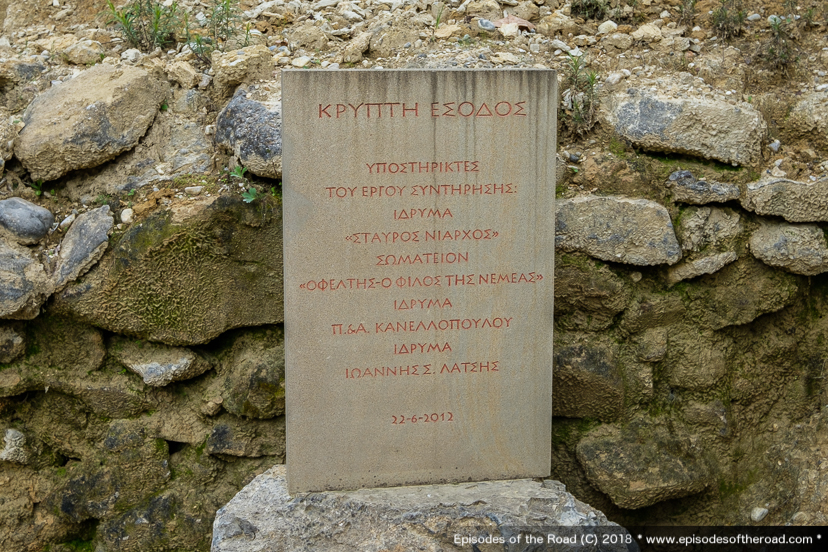 ΚΡΥΠΤΗ ΕΣΟΔΟΣ
ΥΠΟΣΤΗΡΙΚΤΕΣ
ΤΟΥ ΕΡΓΟΥ ΣΥΝΤΗΡΗΣΗΣ:
ΙΔΡΥΜΑ
«ΣΤΑΥΡΟΣ ΝΙΑΡΧΟΣ»
ΣΩΜΑΤΕΙΟΝ
«ΟΦΕΛΤΗΣ-Ο ΦΙΛΟΣ ΤΗΣ ΝΕΜΕΑΣ»
ΙΔΡΥΜΑ
Π.&Α. ΚΑΝΕΛΛΟΠΟΥΛΟΥ
ΙΔΡΥΜΑ
ΙΩΑΝΝΗΣ Σ. ΛΑΤΣΗΣ
22-6-2012
Episodes of the Road (C) 2018 * www.episodesoftheroad.com *